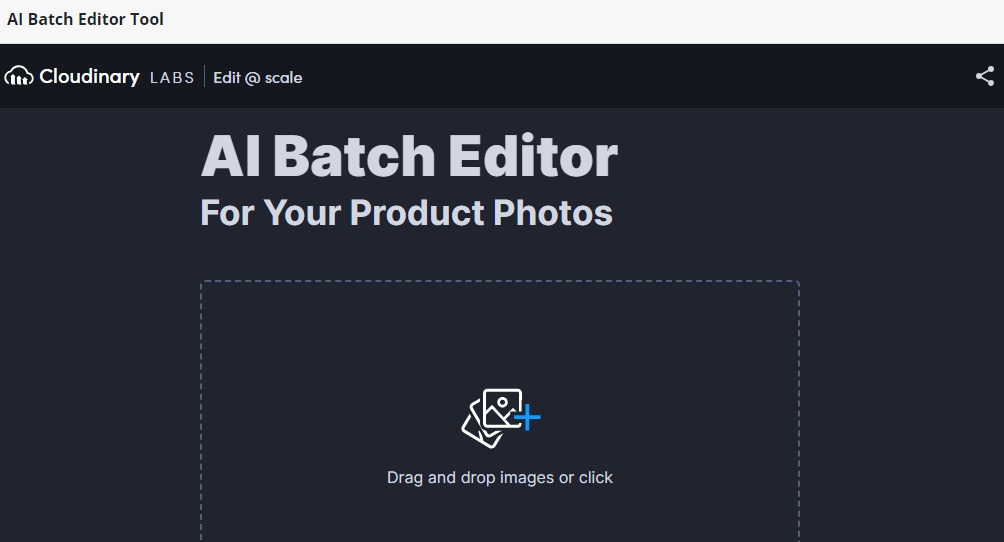 AI Batch Editor Tool
Cloudinary LABS Edit @ scale
AI Batch Editor
For Your Product Photos
Drag and drop images or click